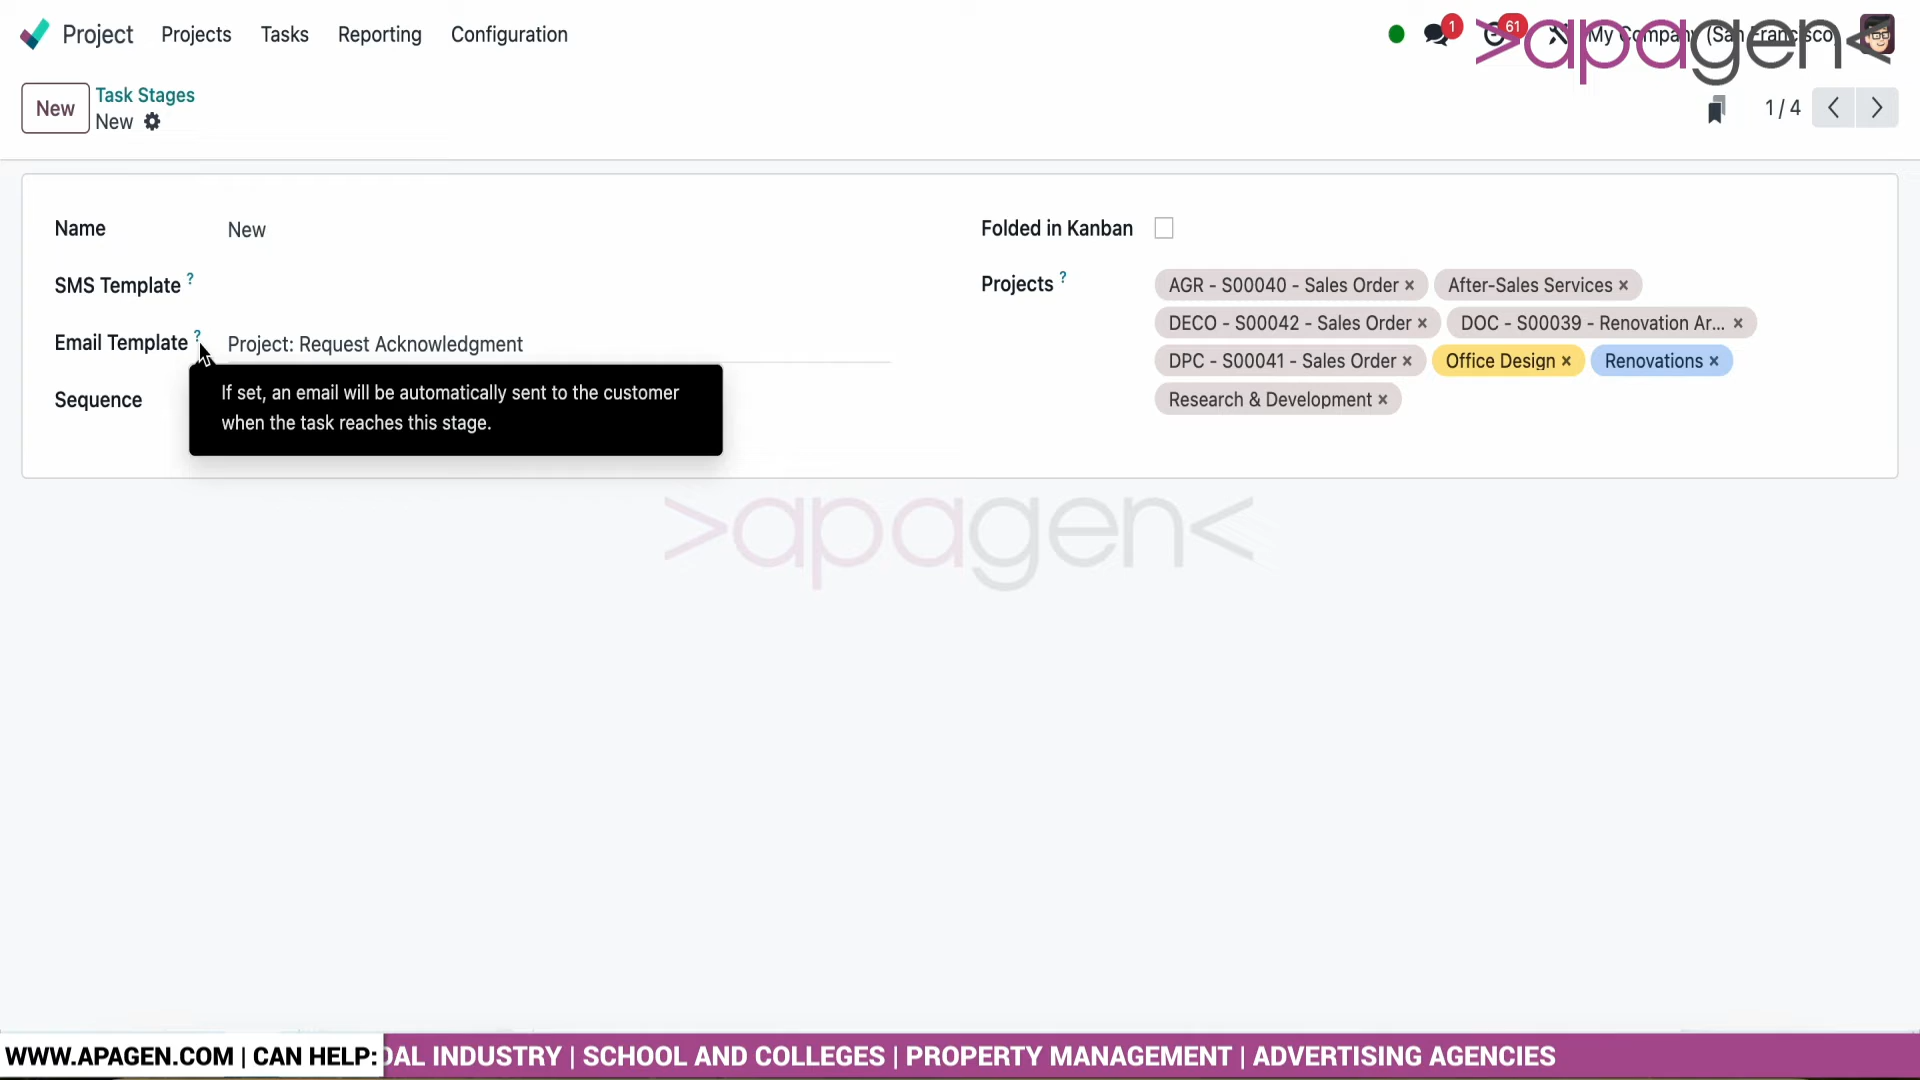 Project Projects Tasks Reporting Configuration
1 61 My Company (San Francisco)
>apagen<
New Task Stages
New
1 / 4
Name New
SMS Template ?
Email Template ? Project: Request Acknowledgment
If set, an email will be automatically sent to the customer
when the task reaches this stage.
Sequence
Folded in Kanban
Projects ? AGR - S00040 - Sales Order × After-Sales Services ×
DECO - S00042 - Sales Order × DOC - S00039 - Renovation Ar... ×
DPC - S00041 - Sales Order × Office Design × Renovations ×
Research & Development ×
>apagen<
WWW.APAGEN.COM | CAN HELP: OAL INDUSTRY | SCHOOL AND COLLEGES | PROPERTY MANAGEMENT | ADVERTISING AGENCIES